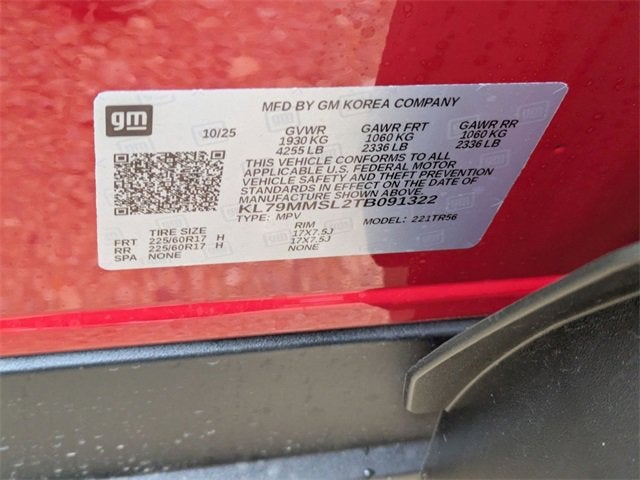 gm
MFD BY GM KOREA COMPANY
10/25 GVWR GAWR FRT GAWR RR
1930 KG 1060 KG 1060 KG
4255 LB 2336 LB 2336 LB
THIS VEHICLE CONFORMS TO ALL
APPLICABLE U.S. FEDERAL MOTOR
VEHICLE SAFETY AND BUMPER
STANDARDS IN EFFECT ON THE DATE OF
MANUFACTURE SHOWN ABOVE
KL79MMSL2TB091322
TYPE: MPV MODEL: 221TR56
TIRE SIZE RIM
FRT 225/60R17 H 17X7.5J
RR 225/60R17 H 17X7.5J
SPA NONE NONE